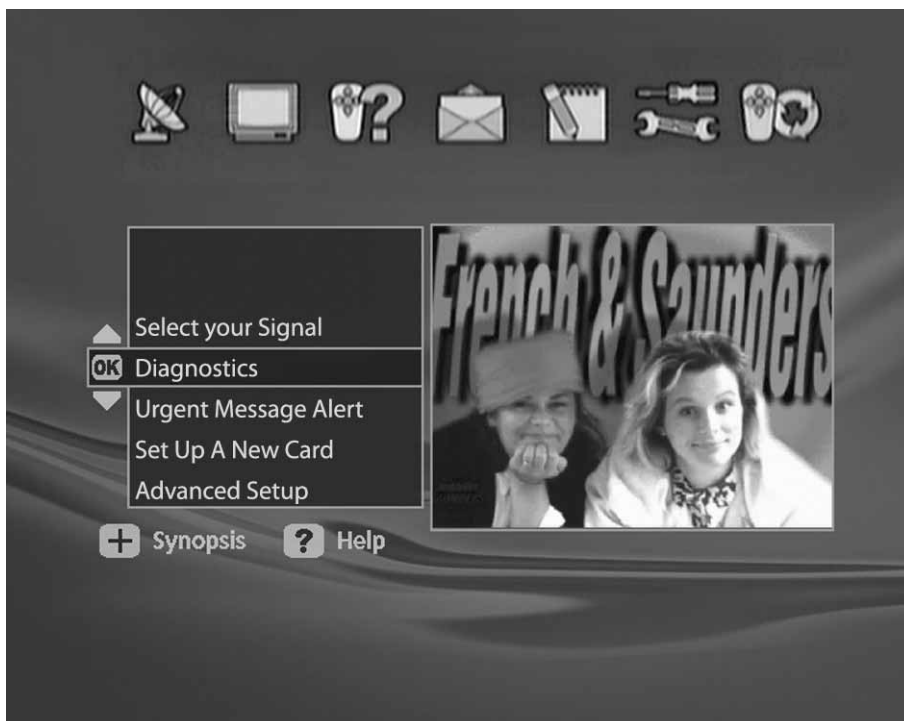 ?
French & Saunders
Select your Signal
OK Diagnostics
Urgent Message Alert
Set Up A New Card
Advanced Setup
+ Synopsis ? Help